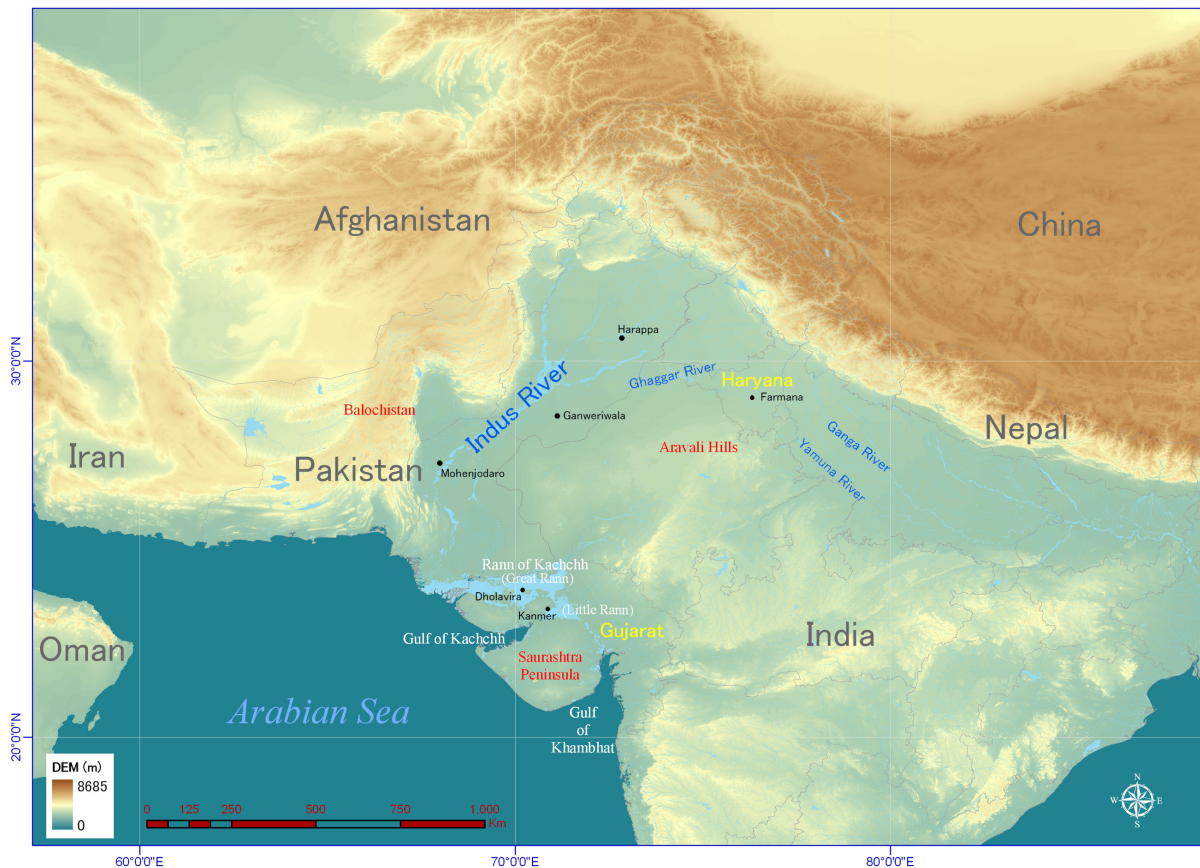 Afghanistan
China
Harappa
30°0'0"N
Ghaggar River
Haryana
Indus River
Farmana
Balochistan
Ganweriwala
Nepal
Ganga River
Aravali Hills
Iran
Pakistan
Mohenjodaro
Yamuna River
Rann of Kachchh
(Great Rann)
Dholavira
(Little Rann)
Kanmer
Gujarat
Gulf of Kachchh
India
Oman
Saurashtra
Peninsula
Arabian Sea
Gulf
of
Khambhat
20°0'0"N
DEM (m)
8685
0
0 125 250 500 750 1,000
Km
N
W E
S
60°0'0"E 70°0'0"E 80°0'0"E